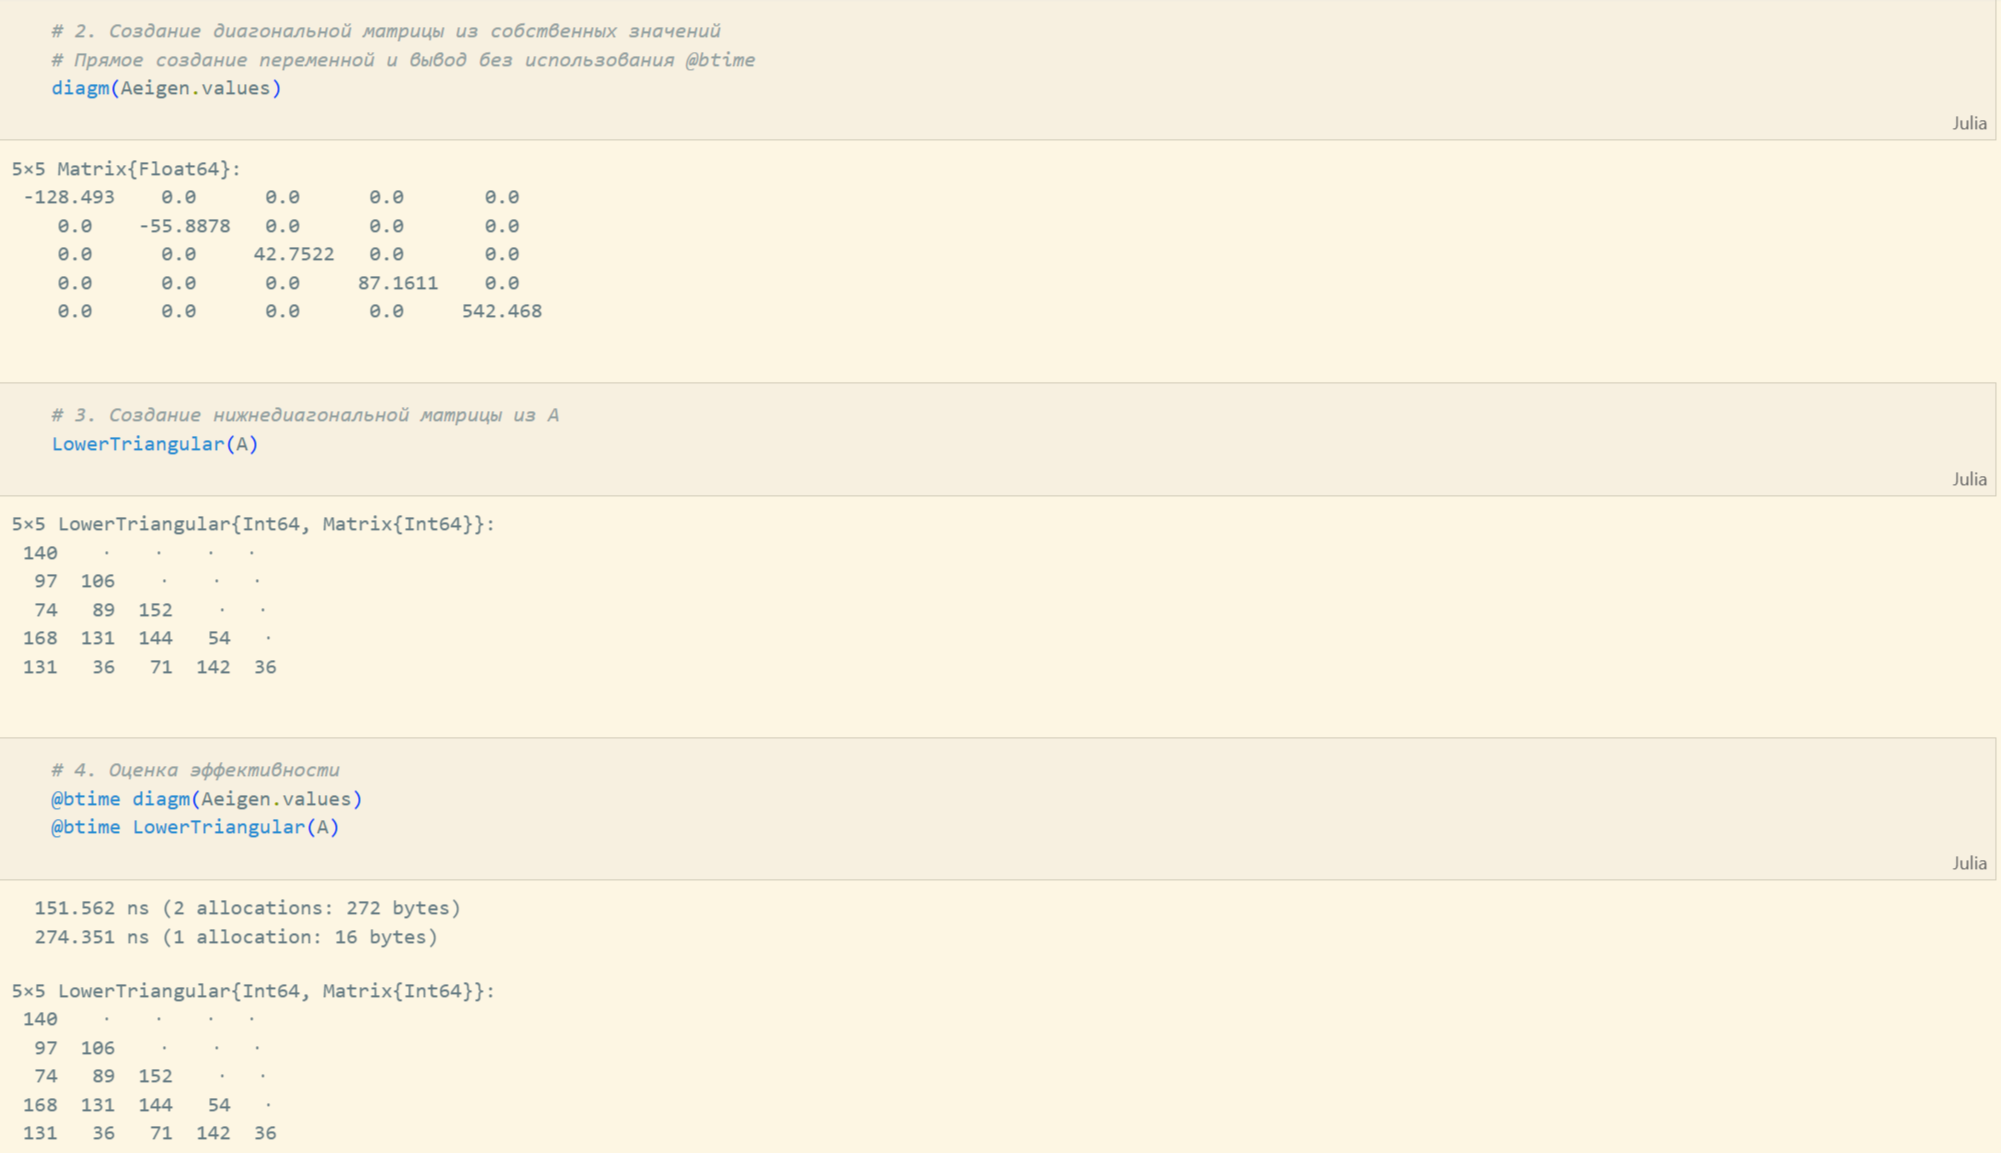 # 2. Создание диагональной матрицы из собственных значений
# Прямое создание переменной и вывод без использования @btime
diagm(Aeigen.values)
Julia
5×5 Matrix{Float64}:
-128.493 0.0 0.0 0.0 0.0
0.0 -55.8878 0.0 0.0 0.0
0.0 0.0 42.7522 0.0 0.0
0.0 0.0 0.0 87.1611 0.0
0.0 0.0 0.0 0.0 542.468
# 3. Создание нижнедиагональной матрицы из A
LowerTriangular(A)
Julia
5×5 LowerTriangular{Int64, Matrix{Int64}}:
140 · · · ·
97 106 · · ·
74 89 152 · ·
168 131 144 54 ·
131 36 71 142 36
# 4. Оценка эффективности
@btime diagm(Aeigen.values)
@btime LowerTriangular(A)
Julia
151.562 ns (2 allocations: 272 bytes)
274.351 ns (1 allocation: 16 bytes)
5×5 LowerTriangular{Int64, Matrix{Int64}}:
140 · · · ·
97 106 · · ·
74 89 152 · ·
168 131 144 54 ·
131 36 71 142 36